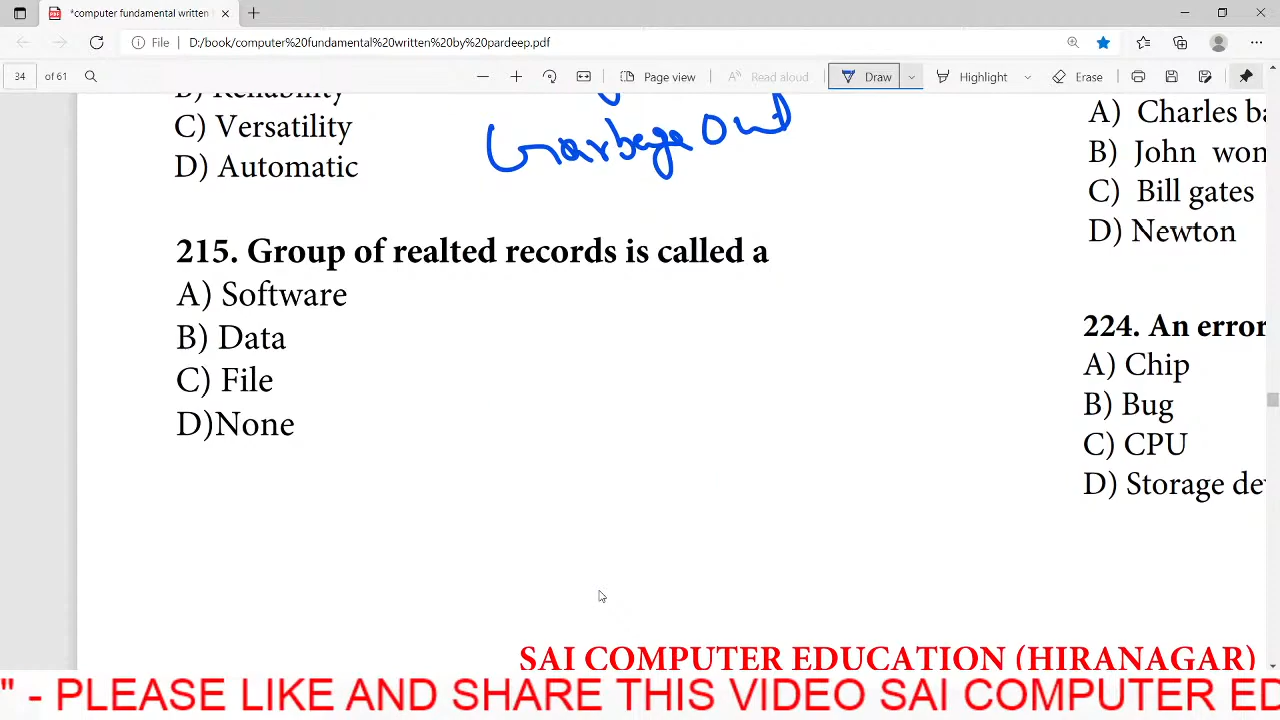 *computer fundamental written
File D:/book/computer%20fundamental%20written%20by%20pardeep.pdf
34 of 61 Page view Read aloud Draw Highlight Erase
B) Reliability
C) Versatility
D) Automatic
Garbage Out
215. Group of realted records is called a
A) Software
B) Data
C) File
D)None
A) Charles ba
B) John won
C) Bill gates
D) Newton
224. An error
A) Chip
B) Bug
C) CPU
D) Storage de
SAI COMPUTER EDUCATION (HIRANAGAR)
" - PLEASE LIKE AND SHARE THIS VIDEO SAI COMPUTER ED